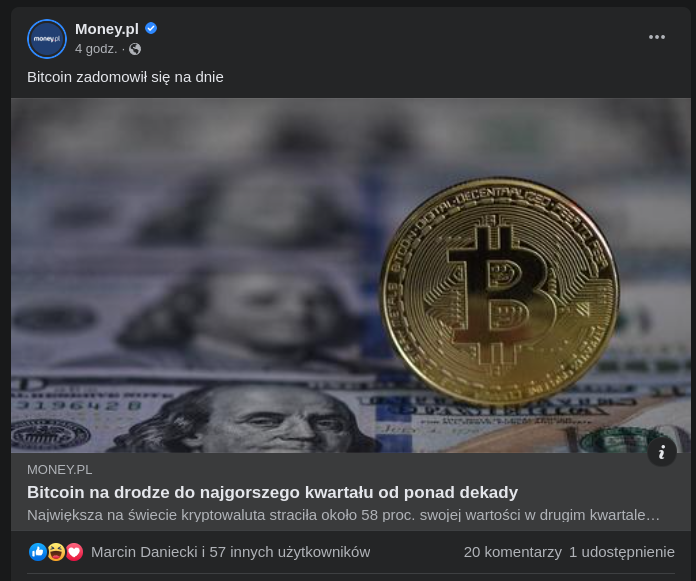 money.pl
Money.pl
4 godz. ·
Bitcoin zadomowił się na dnie
BITCOIN·DIGITAL·DECENTRALIZED·PEER TO PEER
B
3196428
MONEY.PL
Bitcoin na drodze do najgorszego kwartału od ponad dekady
Największa na świecie kryptowaluta straciła około 58 proc. swojej wartości w drugim kwartale…
Marcin Daniecki i 57 innych użytkowników
20 komentarzy 1 udostępnienie